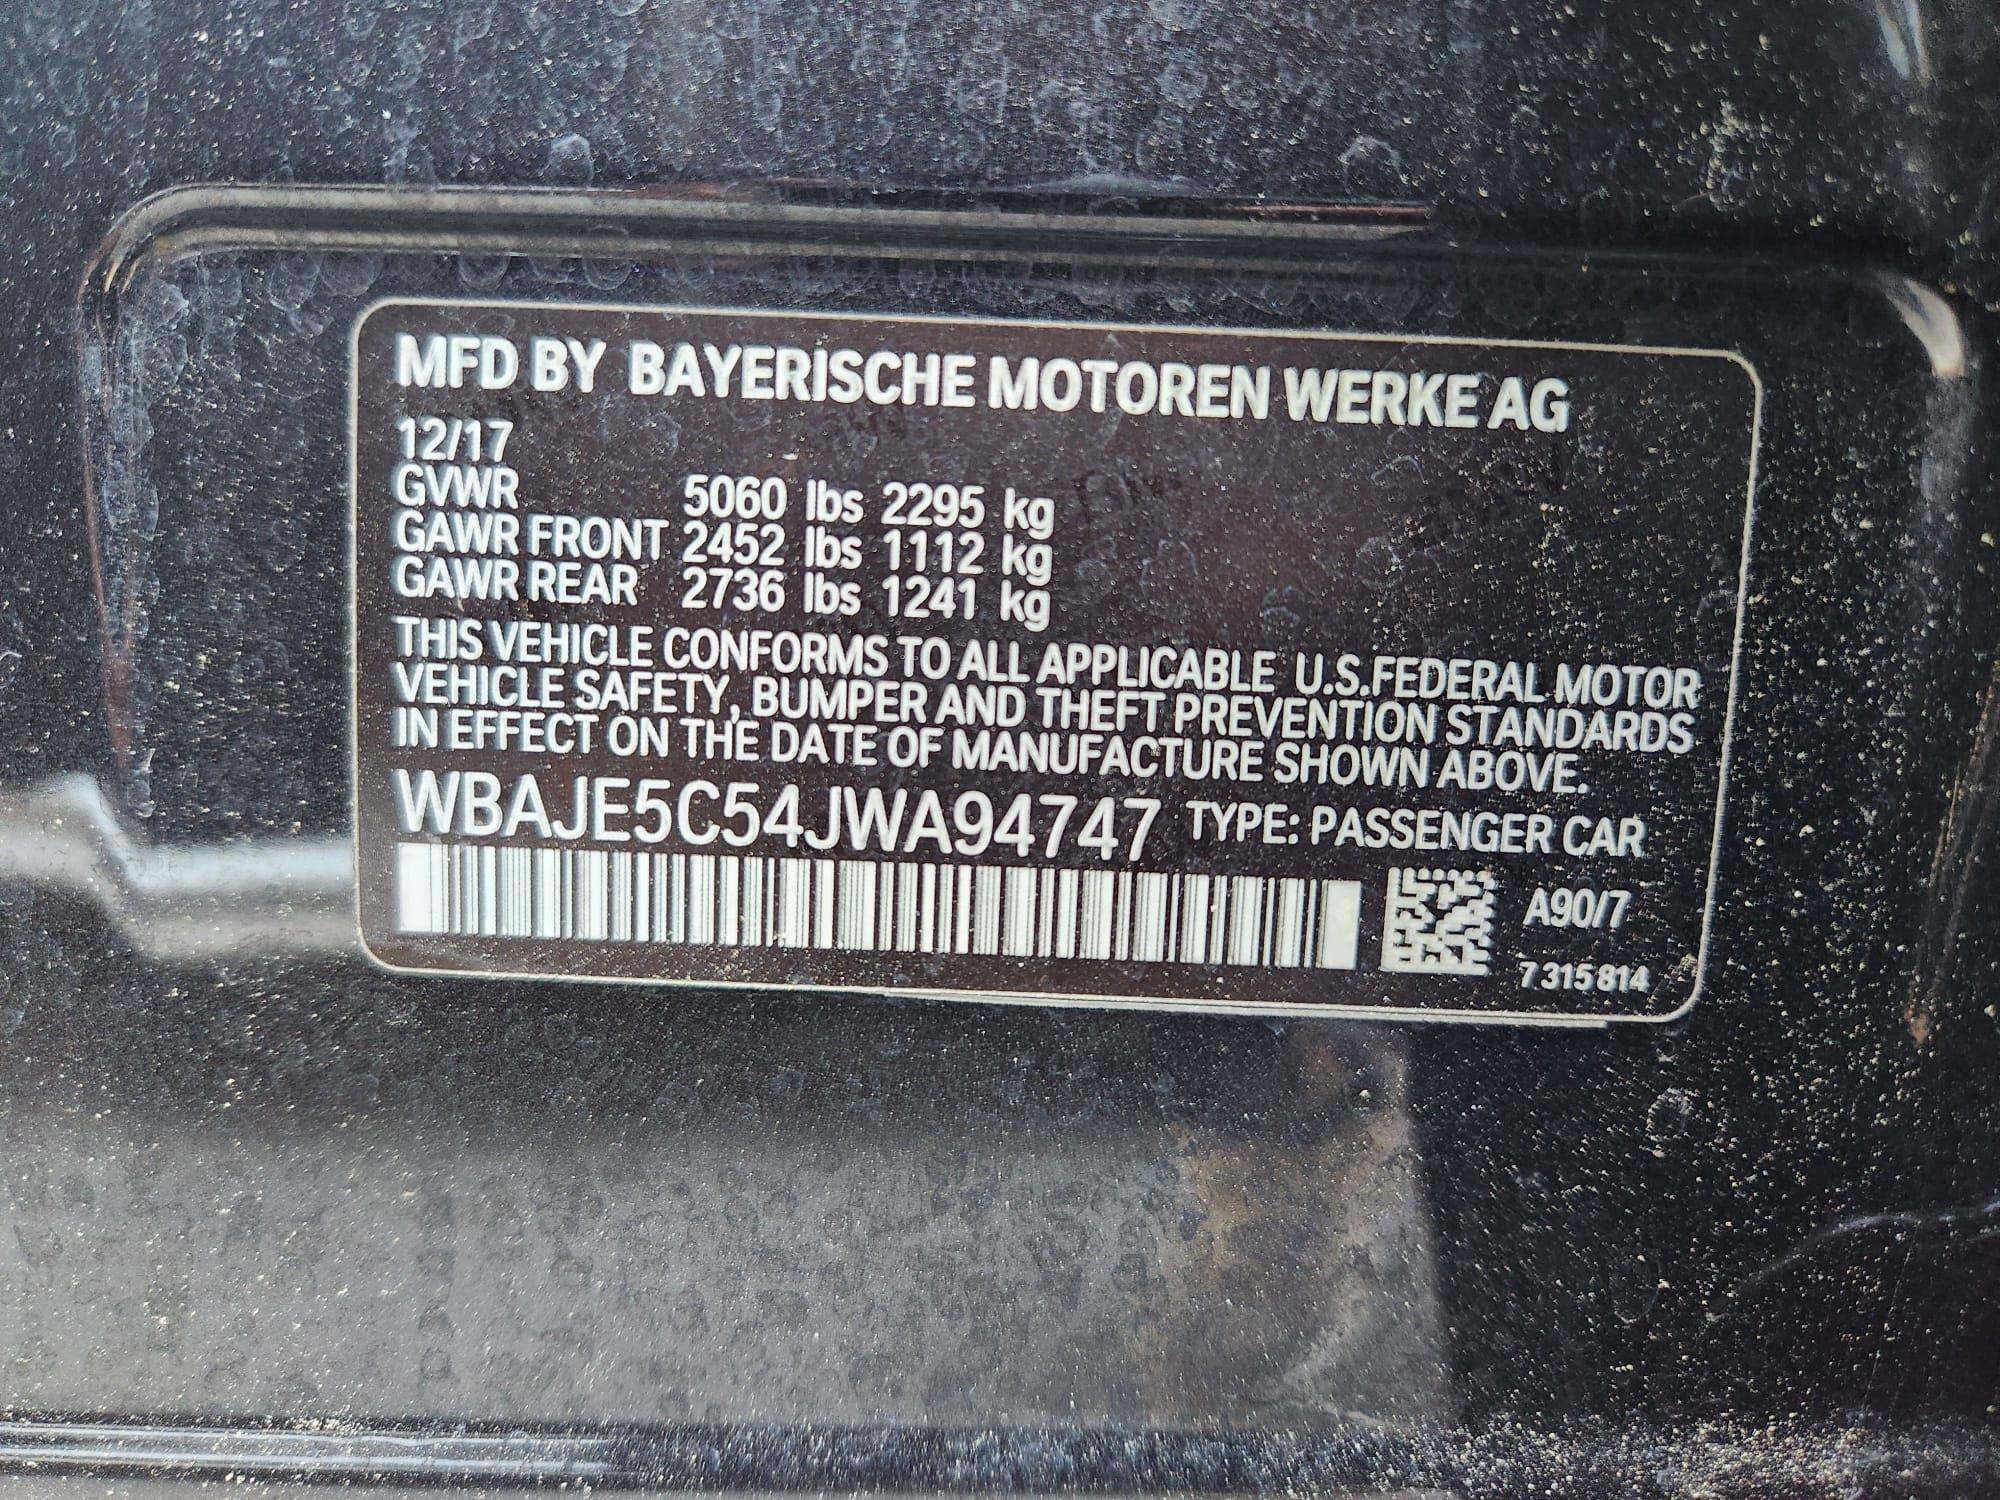 MFD BY BAYERISCHE MOTOREN WERKE AG
12/17
GVWR 5060 lbs 2295 kg
GAWR FRONT 2452 lbs 1112 kg
GAWR REAR 2736 lbs 1241 kg
THIS VEHICLE CONFORMS TO ALL APPLICABLE U.S.FEDERAL MOTOR
VEHICLE SAFETY, BUMPER AND THEFT PREVENTION STANDARDS
IN EFFECT ON THE DATE OF MANUFACTURE SHOWN ABOVE.
WBAJE5C54JWA94747 TYPE: PASSENGER CAR
A90/7
7 315 814